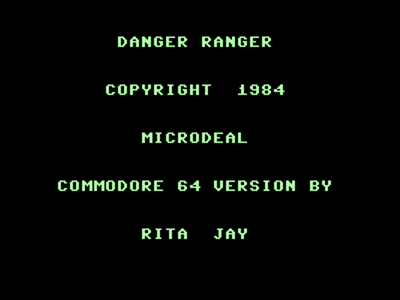 DANGER RANGER
COPYRIGHT  1984
MICRODEAL
COMMODORE 64 VERSION BY
RITA  JAY